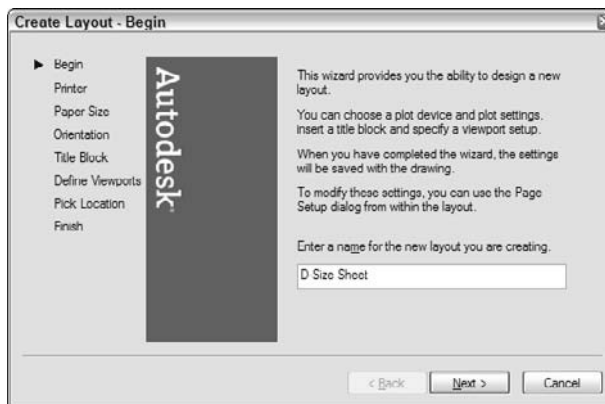 Create Layout - Begin
Begin
Printer
Paper Size
Orientation
Title Block
Define Viewports
Pick Location
Finish
Autodesk
This wizard provides you the ability to design a new
layout.
You can choose a plot device and plot settings,
insert a title block and specify a viewport setup.
When you have completed the wizard, the settings
will be saved with the drawing.
To modify these settings, you can use the Page
Setup dialog from within the layout.
Enter a name for the new layout you are creating.
D Size Sheet
< Back
Next >
Cancel